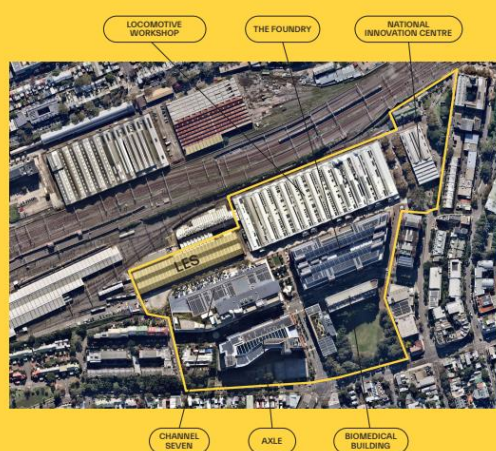 LOCOMOTIVE
WORKSHOP
THE FOUNDRY
NATIONAL
INNOVATION CENTRE
LES
CHANNEL
SEVEN
AXLE
BIOMEDICAL
BUILDING